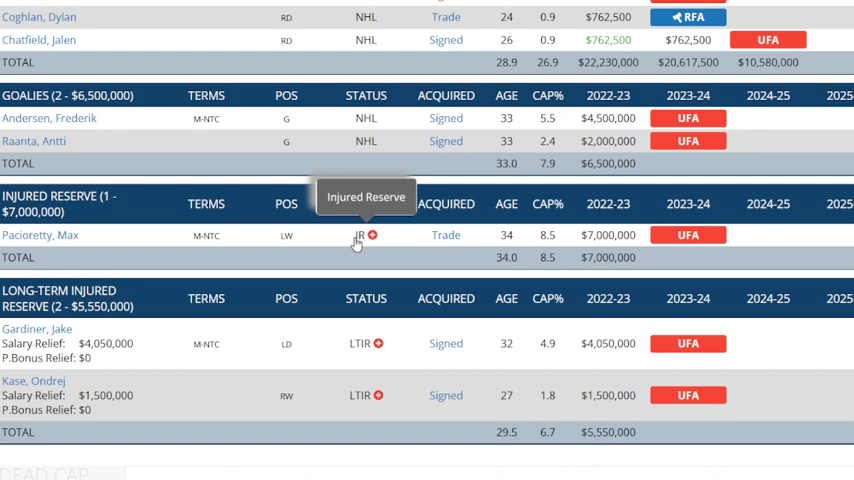 Coghlan, Dylan RD NHL Trade 24 0.9 $762,500 RFA
Chatfield, Jalen RD NHL Signed 26 0.9 $762,500 $762,500 UFA
TOTAL 28.9 26.9 $22,230,000 $20,617,500 $10,580,000
GOALIES (2 - $6,500,000) TERMS POS STATUS ACQUIRED AGE CAP% 2022-23 2023-24 2024-25 2025
Andersen, Frederik M-NTC G NHL Signed 33 5.5 $4,500,000 UFA
Raanta, Antti G NHL Signed 33 2.4 $2,000,000 UFA
TOTAL 33.0 7.9 $6,500,000
Injured Reserve
INJURED RESERVE (1 -
$7,000,000) TERMS POS ACQUIRED AGE CAP% 2022-23 2023-24 2024-25 2025
Pacioretty, Max M-NTC LW IR Trade 34 8.5 $7,000,000 UFA
TOTAL 34.0 8.5 $7,000,000
LONG-TERM INJURED
RESERVE (2 - $5,550,000) TERMS POS STATUS ACQUIRED AGE CAP% 2022-23 2023-24 2024-25 2025
Gardiner, Jake
Salary Relief: $4,050,000 M-NTC LD LTIR Signed 32 4.9 $4,050,000 UFA
P.Bonus Relief: $0
Kase, Ondrej
Salary Relief: $1,500,000 RW LTIR Signed 27 1.8 $1,500,000 UFA
P.Bonus Relief: $0
TOTAL 29.5 6.7 $5,550,000
DEAD CAP